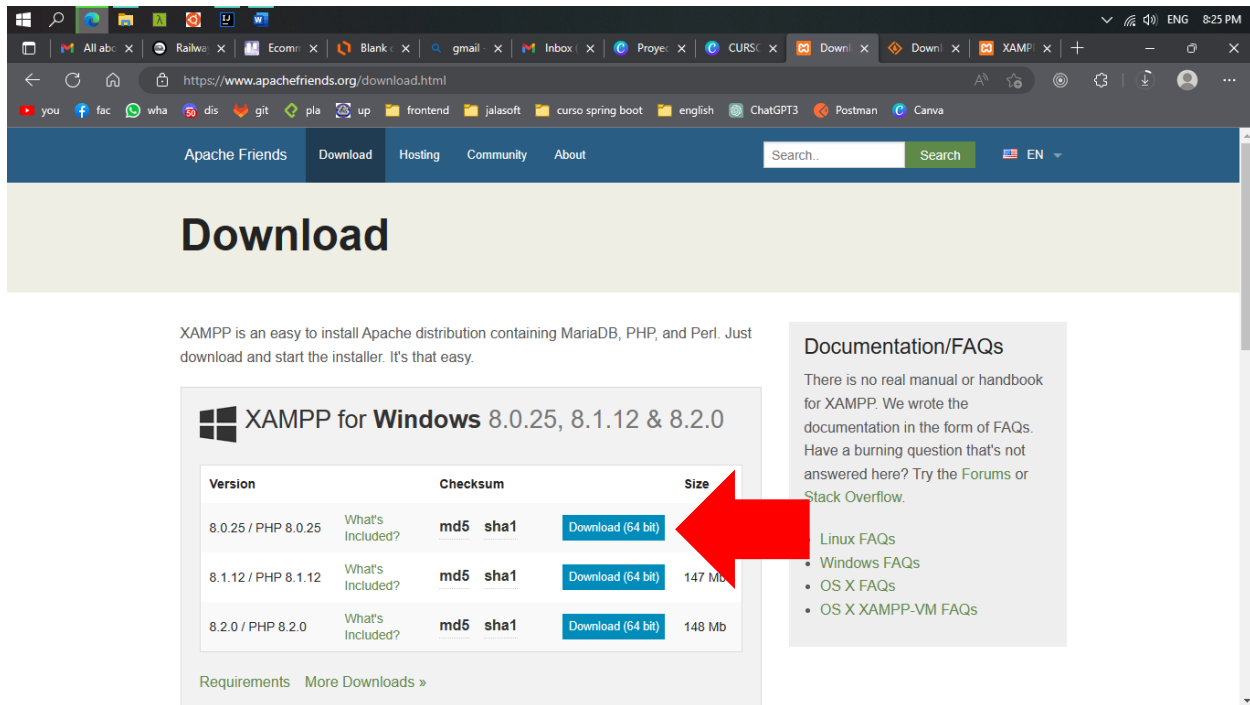 ENG 8:25 PM
All abc
Railwa
Ecomm
Blank c
gmail -
Inbox (
Proyec
CURSC
Downl
Downl
XAMPP
https://www.apachefriends.org/download.html
you fac wha dis git pla up frontend jalasoft curso spring boot english ChatGPT3 Postman Canva
Apache Friends Download Hosting Community About Search.. Search EN
Download
XAMPP is an easy to install Apache distribution containing MariaDB, PHP, and Perl. Just
download and start the installer. It's that easy.
XAMPP for Windows 8.0.25, 8.1.12 & 8.2.0
Version Checksum Size
8.0.25 / PHP 8.0.25 What's Included? md5 sha1 Download (64 bit)
8.1.12 / PHP 8.1.12 What's Included? md5 sha1 Download (64 bit) 147 Mb
8.2.0 / PHP 8.2.0 What's Included? md5 sha1 Download (64 bit) 148 Mb
Requirements More Downloads »
Documentation/FAQs
There is no real manual or handbook
for XAMPP. We wrote the
documentation in the form of FAQs.
Have a burning question that's not
answered here? Try the Forums or
Stack Overflow.
Linux FAQs
Windows FAQs
OS X FAQs
OS X XAMPP-VM FAQs